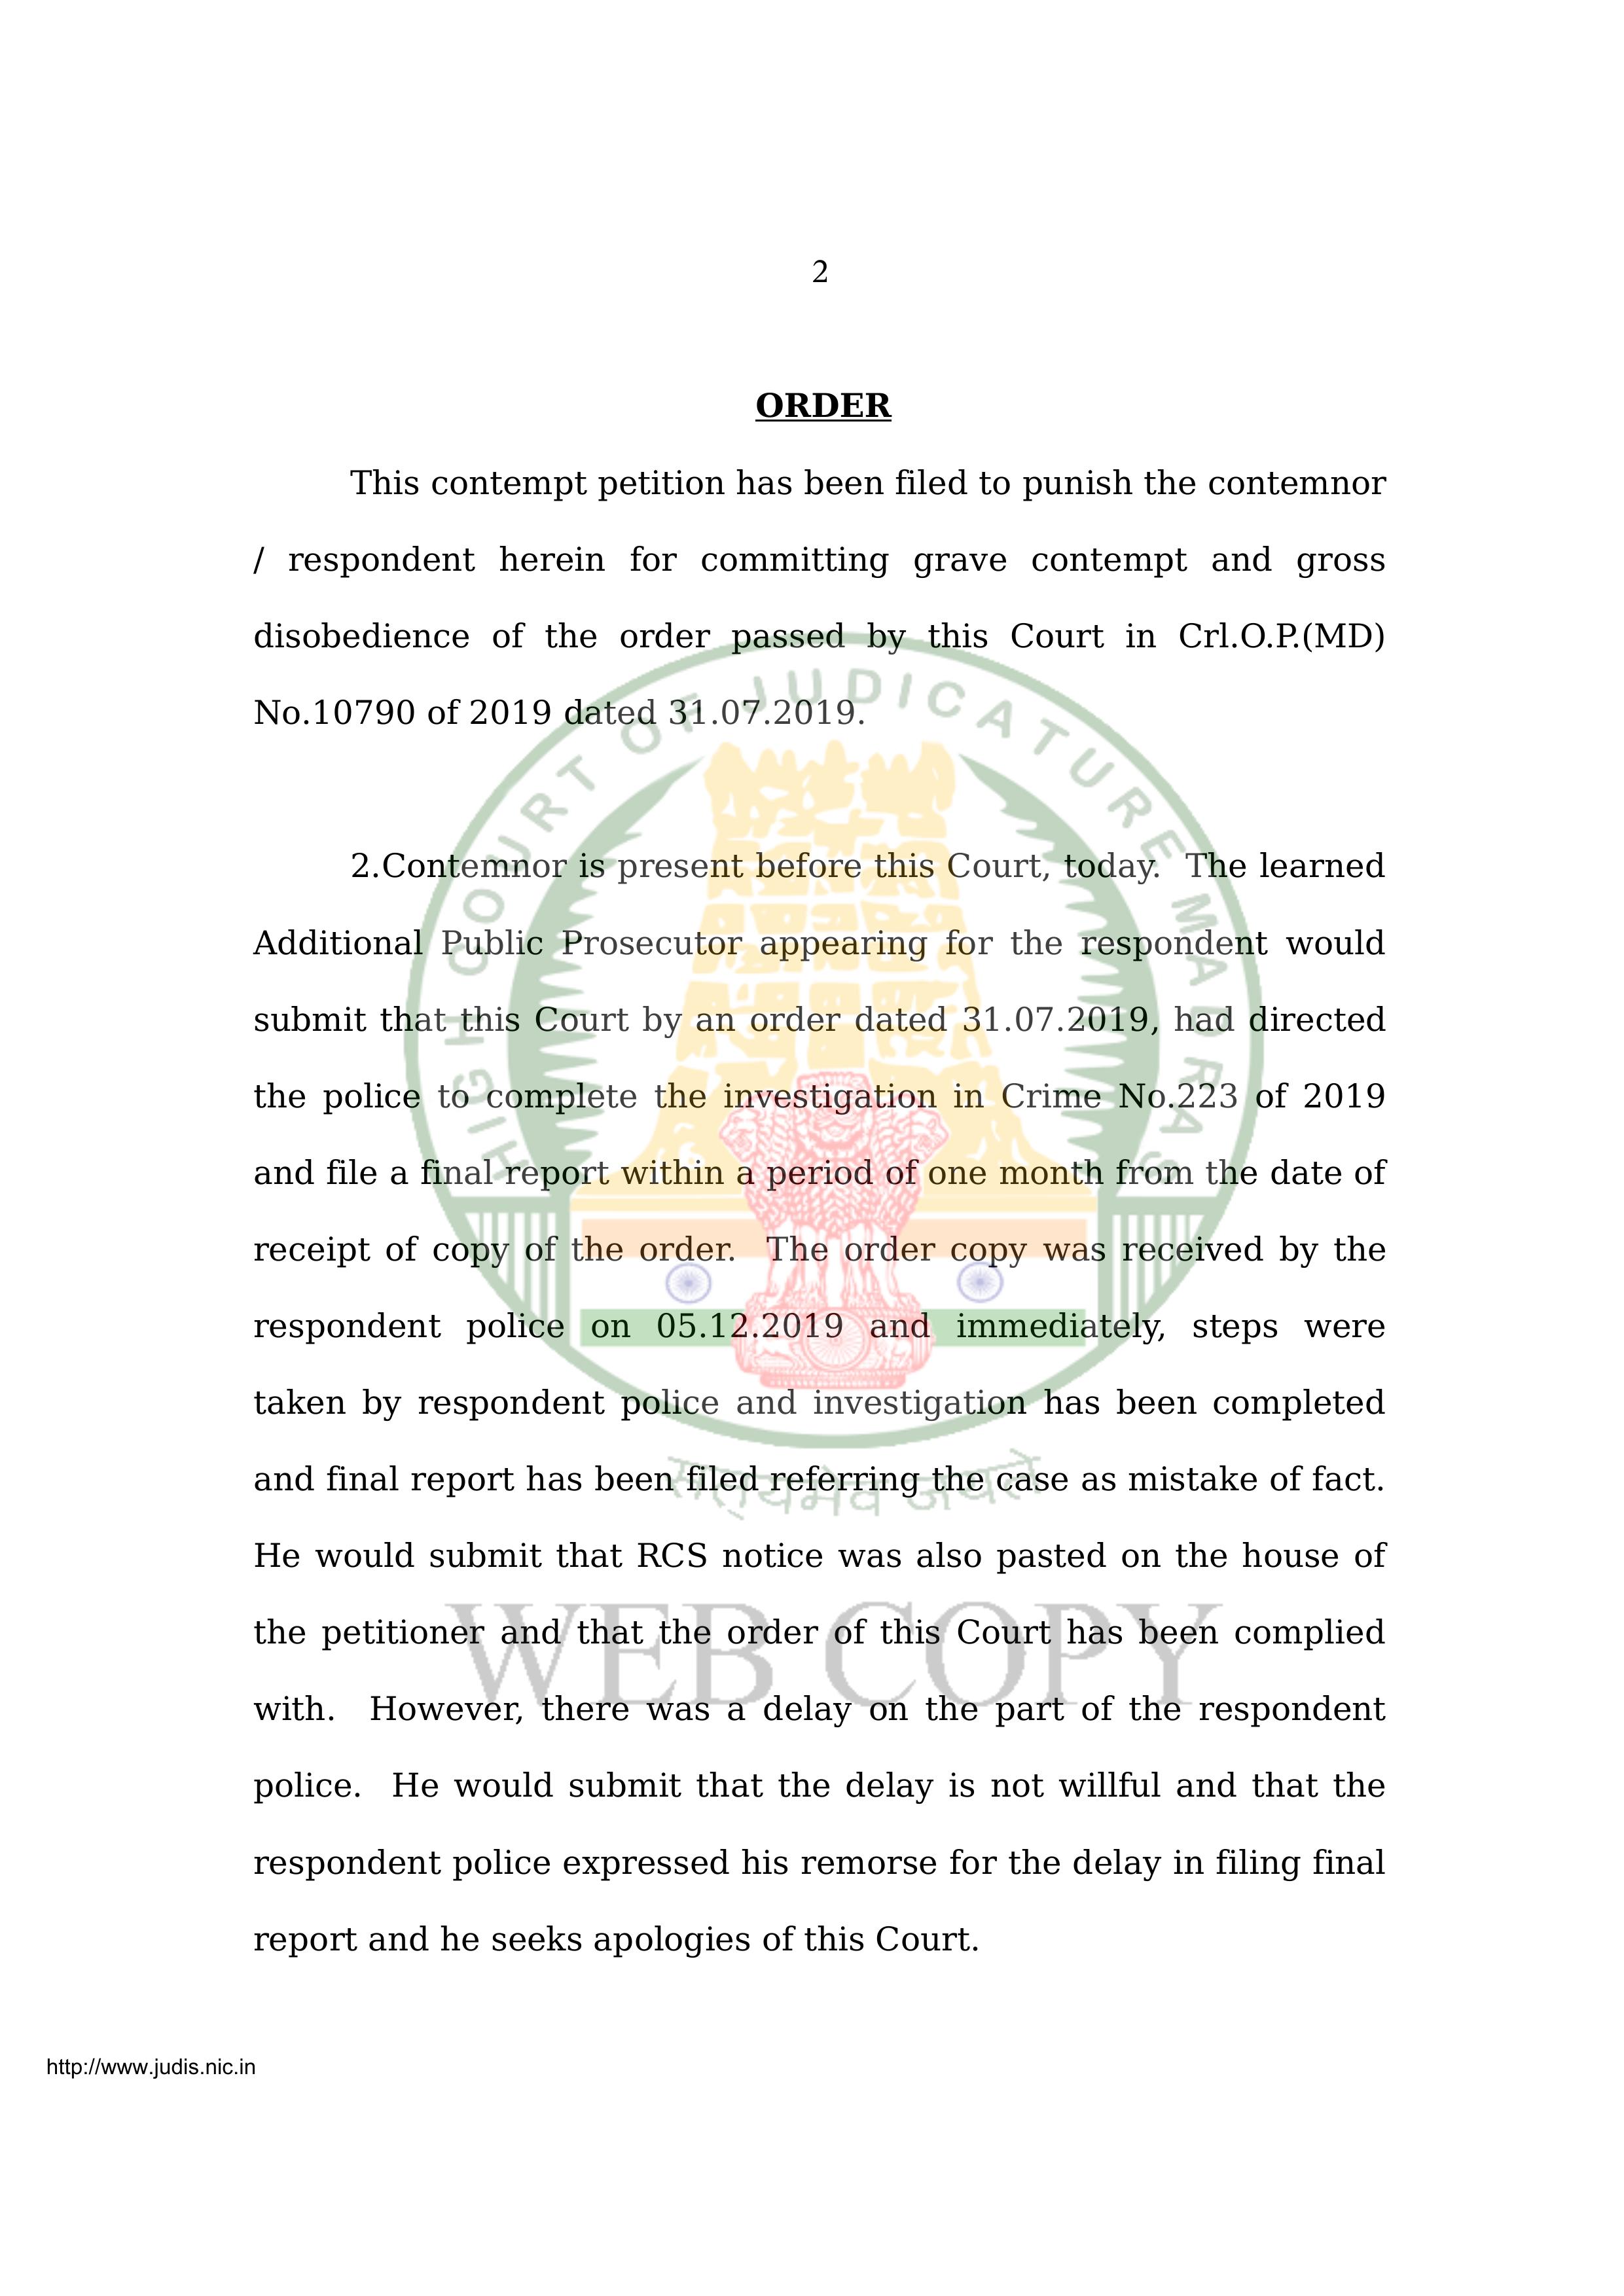 2
ORDER
This contempt petition has been filed to punish the contemnor
/ respondent herein for committing grave contempt and gross
disobedience of the order passed by this Court in Crl.O.P.(MD)
No.10790 of 2019 dated 31.07.2019.
2.Contemnor is present before this Court, today. The learned
Additional Public Prosecutor appearing for the respondent would
submit that this Court by an order dated 31.07.2019, had directed
the police to complete the investigation in Crime No.223 of 2019
and file a final report within a period of one month from the date of
receipt of copy of the order. The order copy was received by the
respondent police on 05.12.2019 and immediately, steps were
taken by respondent police and investigation has been completed
and final report has been filed referring the case as mistake of fact.
He would submit that RCS notice was also pasted on the house of
the petitioner and that the order of this Court has been complied
with. However, there was a delay on the part of the respondent
police. He would submit that the delay is not willful and that the
respondent police expressed his remorse for the delay in filing final
report and he seeks apologies of this Court.
HIGH COURT OF JUDICATURE MADRAS
सत्यमेव जयते
WEB COPY
http://www.judis.nic.in